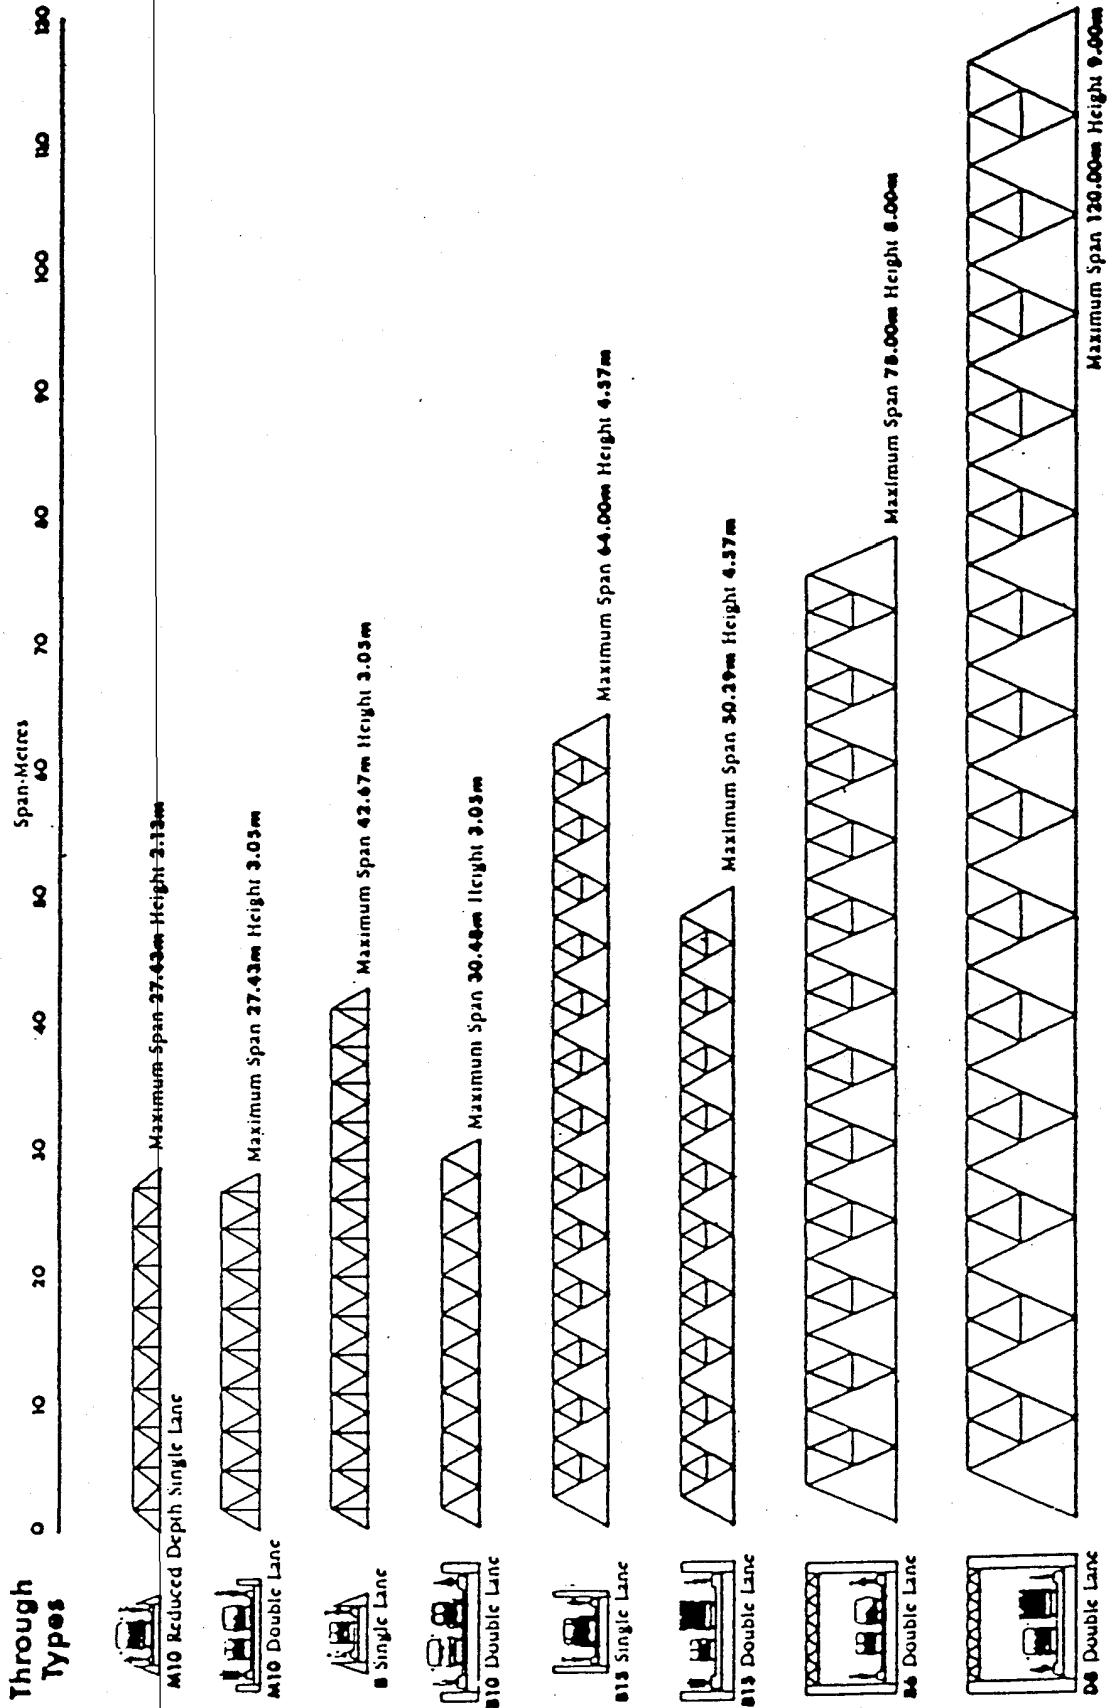 Through
Types
Span-Metres
0 10 20 30 40 50 60 70 80 90 100 110 120
M10 Reduced Depth Single Lane
Maximum Span 27.43m Height 2.13m
M10 Double Lane
Maximum Span 27.43m Height 3.05m
B Single Lane
Maximum Span 42.67m Height 3.05m
B10 Double Lane
Maximum Span 30.48m Height 3.05m
B15 Single Lane
Maximum Span 64.00m Height 4.57m
B15 Double Lane
Maximum Span 50.29m Height 4.57m
Double Lane
Maximum Span 78.00m Height 8.00m
Double Lane
Maximum Span 120.00m Height 9.00m